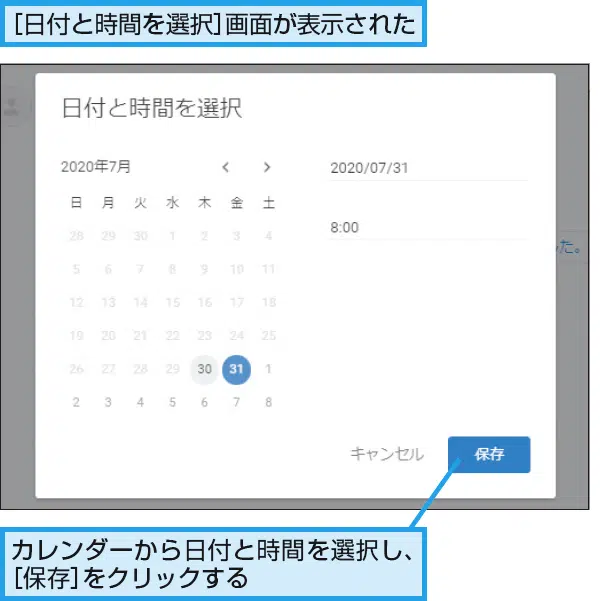 ［日付と時間を選択］画面が表示された
日付と時間を選択
2020年7月 < >
2020/07/31
日 月 火 水 木 金 土
28 29 30 1 2 3 4
8:00
5 6 7 8 9 10 11
12 13 14 15 16 17 18
19 20 21 22 23 24 25
26 27 28 29 30 31 1
2 3 4 5 6 7 8
キャンセル 保存
カレンダーから日付と時間を選択し、
［保存］をクリックする